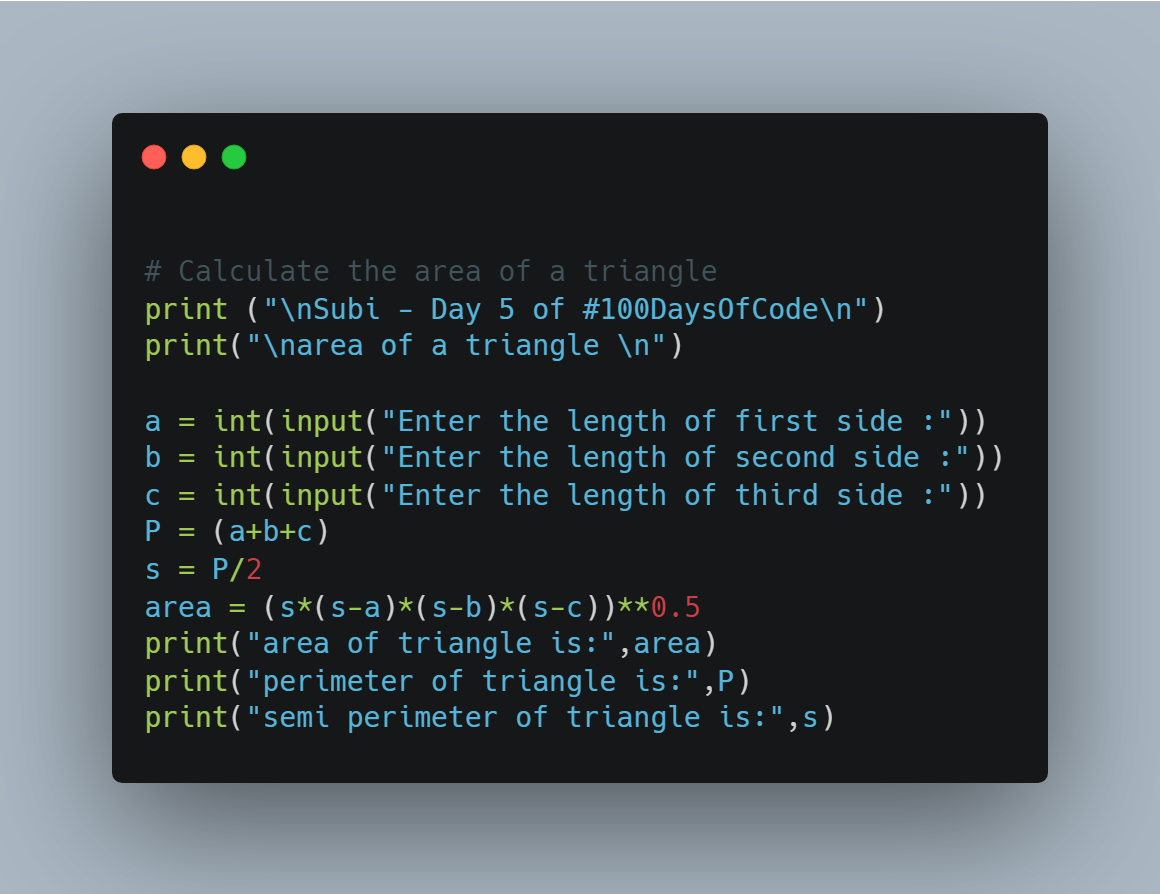 # Calculate the area of a triangle
print ("\nSubi - Day 5 of #100DaysOfCode\n")
print("\narea of a triangle \n")
a = int(input("Enter the length of first side :"))
b = int(input("Enter the length of second side :"))
c = int(input("Enter the length of third side :"))
P = (a+b+c)
s = P/2
area = (s*(s-a)*(s-b)*(s-c))**0.5
print("area of triangle is:",area)
print("perimeter of triangle is:",P)
print("semi perimeter of triangle is:",s)